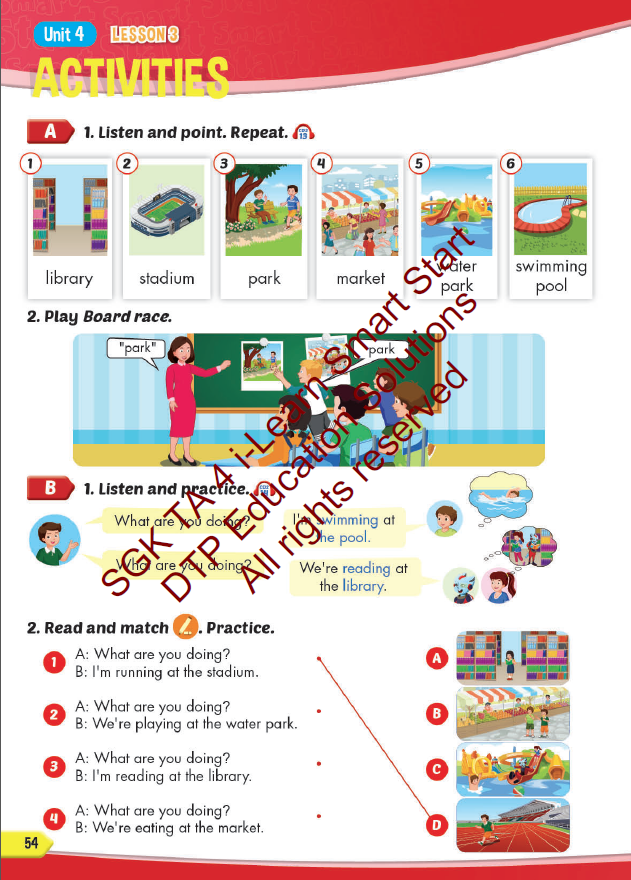 Unit 4 LESSON 3
ACTIVITIES
A 1. Listen and point. Repeat. CD2 13
1 2 3 4 5 6
library stadium park market water park swimming pool
2. Play Board race.
"park" park
B 1. Listen and practice.
What are you doing? I'm swimming at
the pool.
What are you doing? We're reading at
the library.
2. Read and match. Practice.
1 A: What are you doing?
B: I'm running at the stadium.
A
2 A: What are you doing?
B: We're playing at the water park.
B
3 A: What are you doing?
B: I'm reading at the library.
C
4 A: What are you doing?
B: We're eating at the market.
D
54
SGK TA 4 i-Learn Smart Start
DTP Education Solutions
All rights reserved